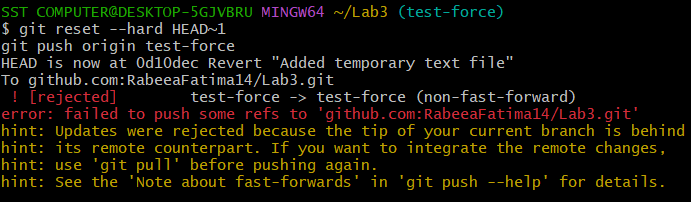 SST COMPUTER@DESKTOP-5GJVBRU MINGW64 ~/Lab3 (test-force)
$ git reset --hard HEAD~1
git push origin test-force
HEAD is now at 0d10dec Revert "Added temporary text file"
To github.com:RabeeaFatima14/Lab3.git
 ! [rejected]        test-force -> test-force (non-fast-forward)
error: failed to push some refs to 'github.com:RabeeaFatima14/Lab3.git'
hint: Updates were rejected because the tip of your current branch is behind
hint: its remote counterpart. If you want to integrate the remote changes,
hint: use 'git pull' before pushing again.
hint: See the 'Note about fast-forwards' in 'git push --help' for details.